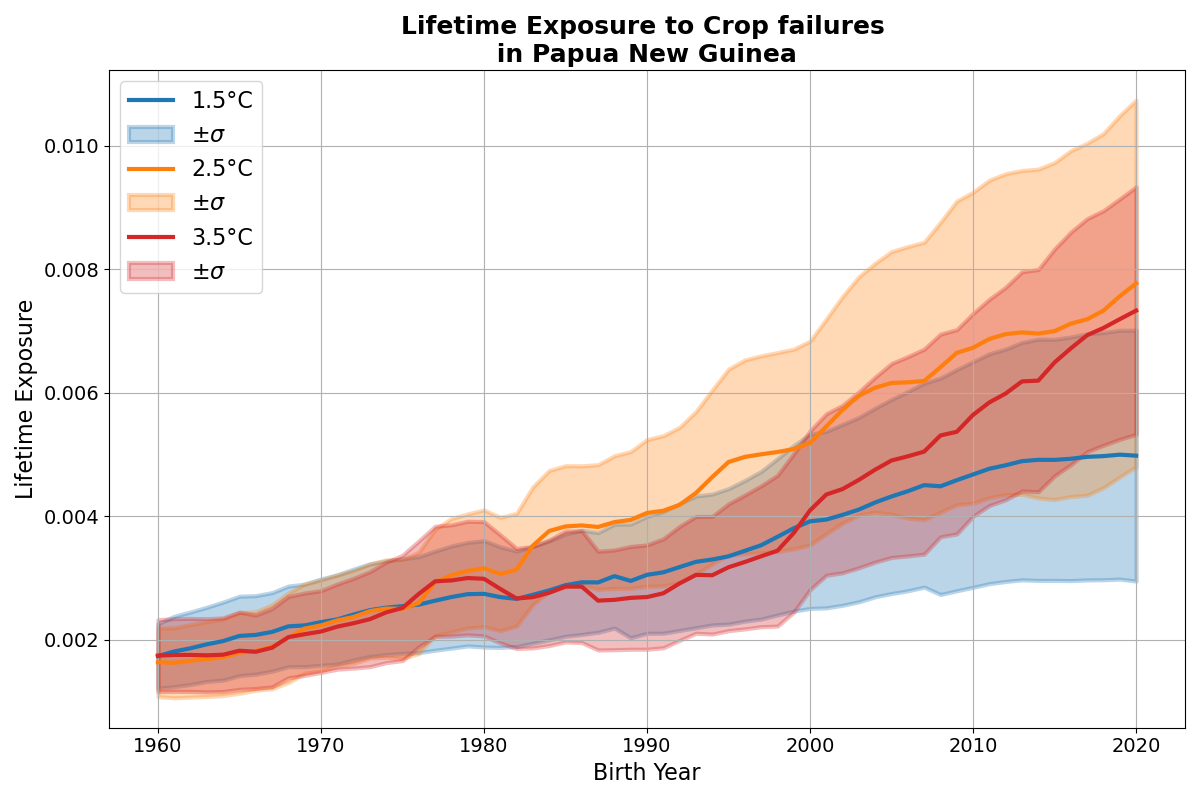 Lifetime Exposure to Crop failures
in Papua New Guinea
1.5°C
±σ
2.5°C
±σ
3.5°C
±σ
0.010
0.008
0.006
0.004
0.002
Lifetime Exposure
1960 1970 1980 1990 2000 2010 2020
Birth Year